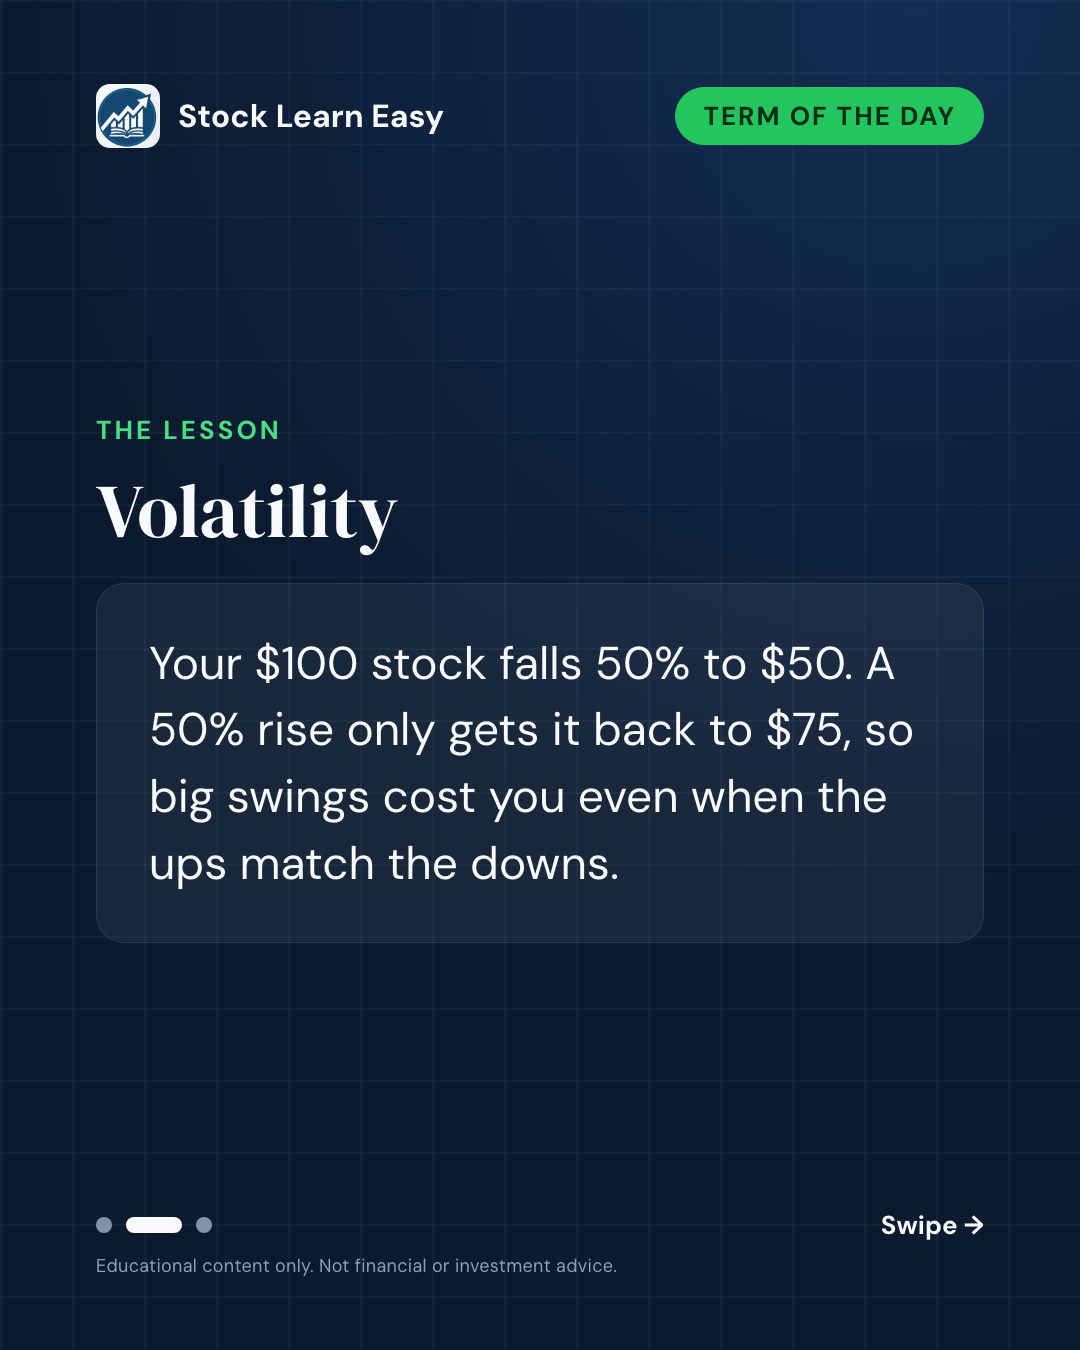 Stock Learn Easy
TERM OF THE DAY
THE LESSON
Volatility
Your $100 stock falls 50% to $50. A
50% rise only gets it back to $75, so
big swings cost you even when the
ups match the downs.
Swipe →
Educational content only. Not financial or investment advice.